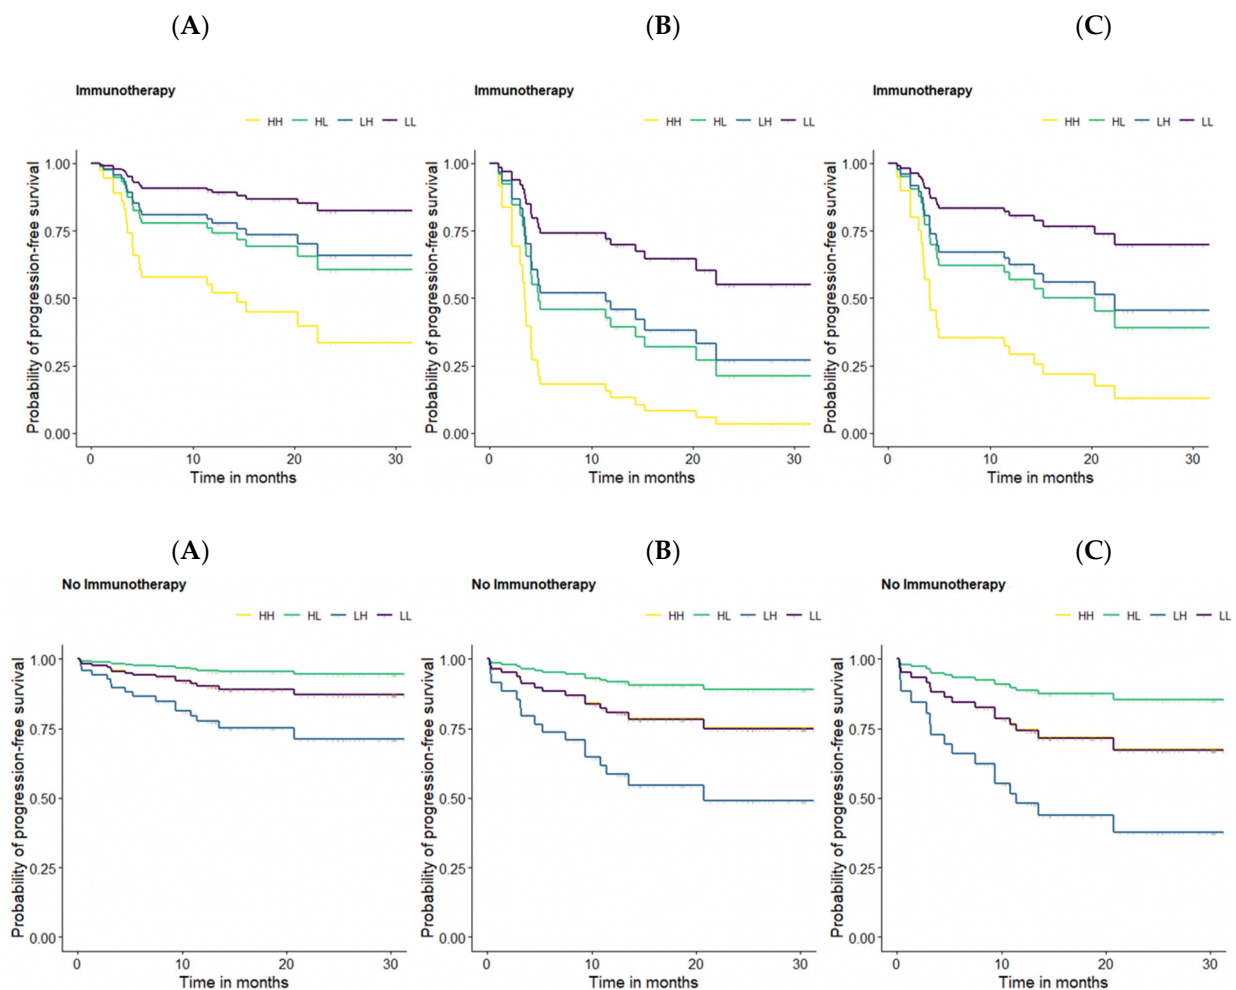 (A) (B) (C)
Immunotherapy Immunotherapy Immunotherapy
HH HL LH LL HH HL LH LL HH HL LH LL
Probability of progression-free survival
1.00
0.75
0.50
0.25
0.00
0 10 20 30
Time in months
Probability of progression-free survival
1.00
0.75
0.50
0.25
0.00
0 10 20 30
Time in months
Probability of progression-free survival
1.00
0.75
0.50
0.25
0.00
0 10 20 30
Time in months
(A) (B) (C)
No Immunotherapy No Immunotherapy No Immunotherapy
HH HL LH LL HH HL LH LL HH HL LH LL
Probability of progression-free survival
1.00
0.75
0.50
0.25
0.00
0 10 20 30
Time in months
Probability of progression-free survival
1.00
0.75
0.50
0.25
0.00
0 10 20 30
Time in months
Probability of progression-free survival
1.00
0.75
0.50
0.25
0.00
0 10 20 30
Time in months